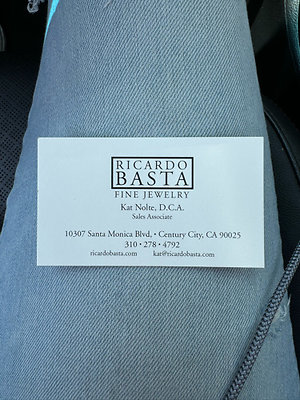 RICARDO
BASTA
FINE JEWELRY
Kat Nolte, D.C.A.
Sales Associate
10307 Santa Monica Blvd, • Century City, CA 90025
310 • 278 • 4792
ricardobasta.com kat@ricardobasta.com